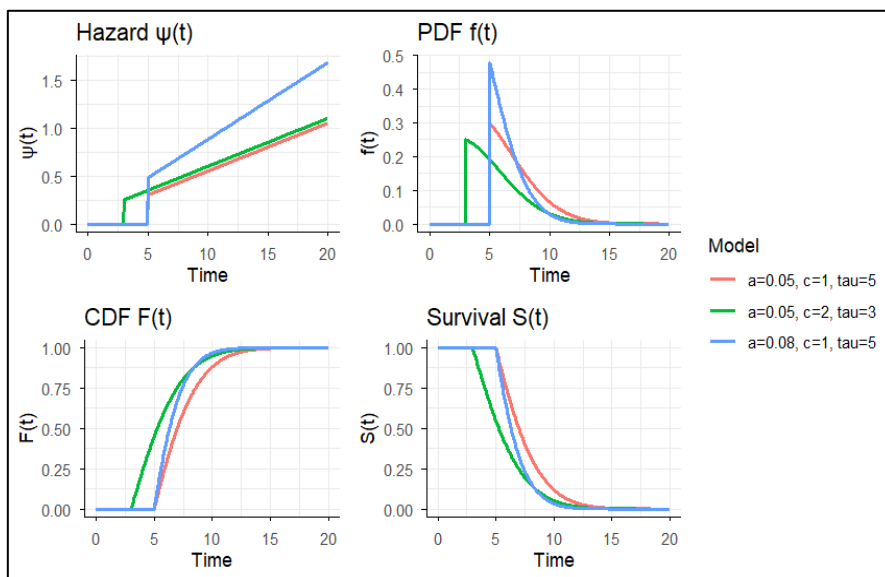 Hazard ψ(t)
ψ(t)
1.5
1.0
0.5
0.0
0 5 10 15 20
Time
PDF f(t)
f(t)
0.5
0.4
0.3
0.2
0.1
0.0
0 5 10 15 20
Time
CDF F(t)
F(t)
1.00
0.75
0.50
0.25
0.00
0 5 10 15 20
Time
Survival S(t)
S(t)
1.00
0.75
0.50
0.25
0.00
0 5 10 15 20
Time
Model
a=0.05, c=1, tau=5
a=0.05, c=2, tau=3
a=0.08, c=1, tau=5